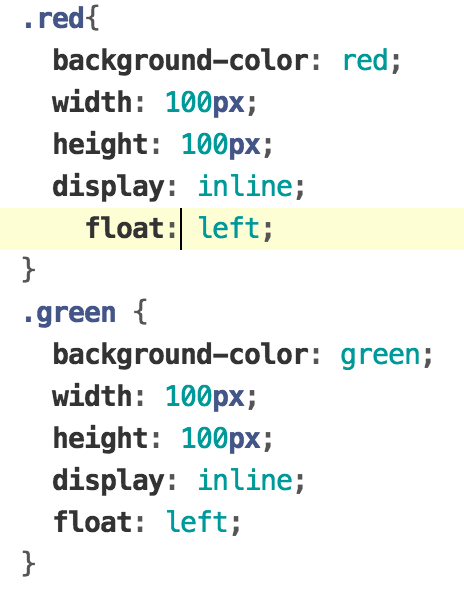 .red{
  background-color: red;
  width: 100px;
  height: 100px;
  display: inline;
    float: left;
}
.green {
  background-color: green;
  width: 100px;
  height: 100px;
  display: inline;
  float: left;
}